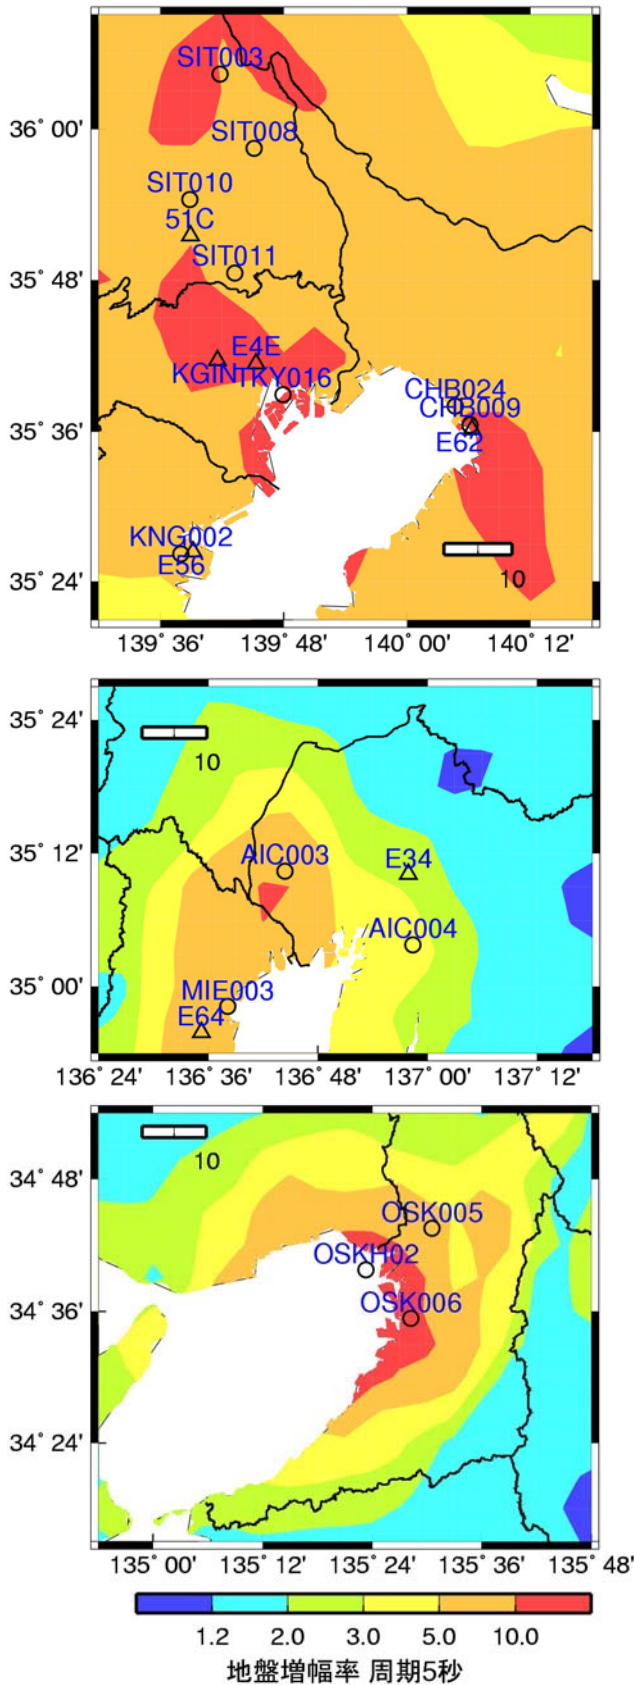 SIT003
36° 00'
SIT008
SIT010
51C
SIT011
35° 48'
E4E
KGIN
TKY016
CHB024
CHB009
35° 36'
E62
KNG002
E56
35° 24'
10
139° 36'
139° 48'
140° 00'
140° 12'
35° 24'
10
35° 12'
AIC003
E34
AIC004
35° 00'
MIE003
E64
136° 24'
136° 36'
136° 48'
137° 00'
137° 12'
10
34° 48'
OSK005
OSKH02
34° 36'
OSK006
34° 24'
135° 00'
135° 12'
135° 24'
135° 36'
135° 48'
1.2 2.0 3.0 5.0 10.0
地盤増幅率 周期5秒